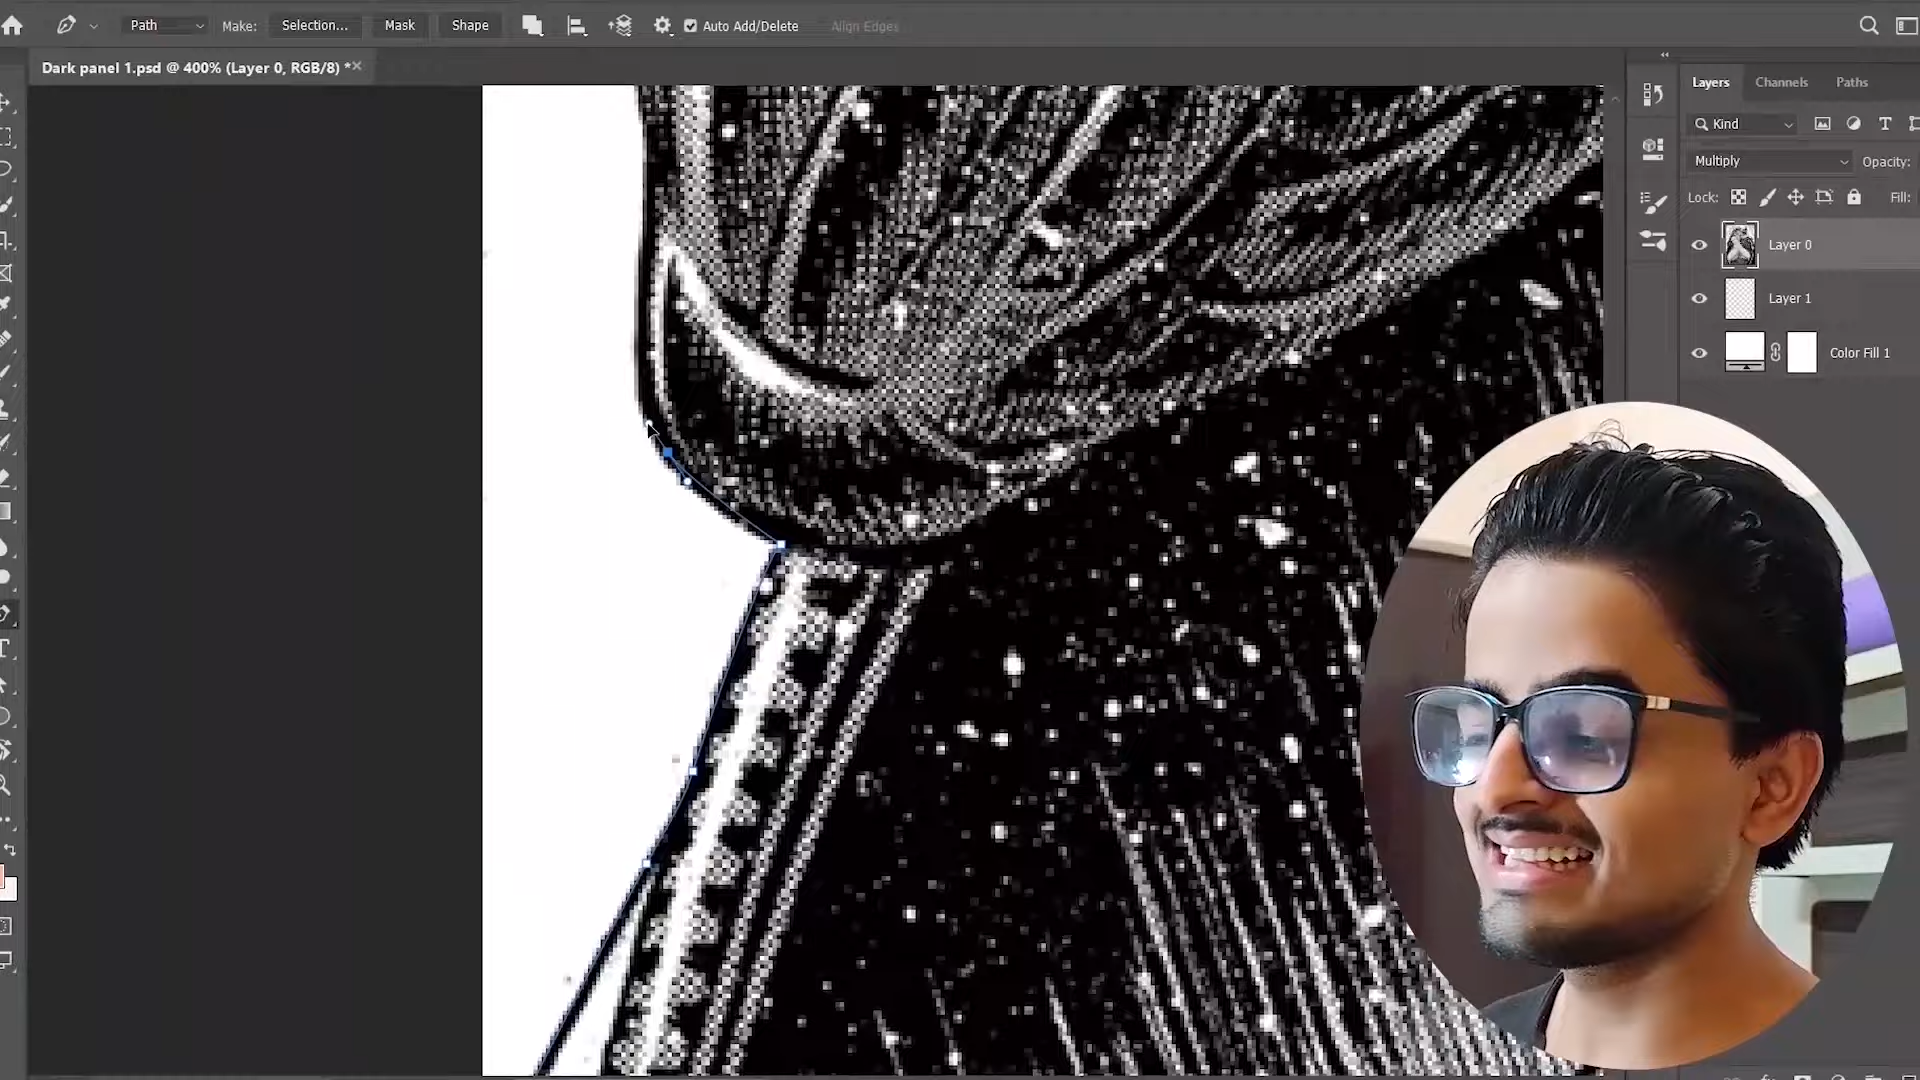 Path
Make:
Selection...
Mask
Shape
Auto Add/Delete
Align Edges
Dark panel 1.psd @ 400% (Layer 0, RGB/8) *
Layers
Channels
Paths
Kind
Multiply
Opacity:
Lock:
Fill:
Layer 0
Layer 1
Color Fill 1